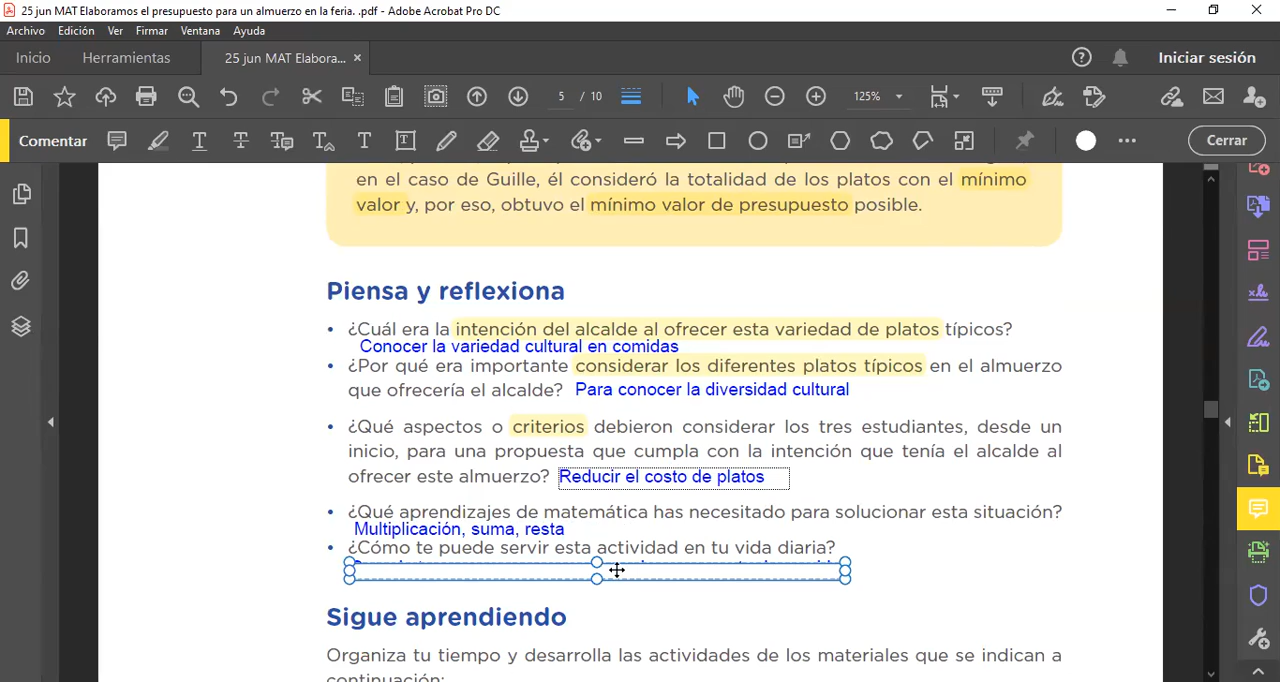 25 jun MAT Elaboramos el presupuesto para un almuerzo en la feria. .pdf - Adobe Acrobat Pro DC
Archivo Edición Ver Firmar Ventana Ayuda
Inicio Herramientas 25 jun MAT Elabora... × Iniciar sesión
5 / 10 125%
Comentar Cerrar
en el caso de Guille, él consideró la totalidad de los platos con el mínimo
valor y, por eso, obtuvo el mínimo valor de presupuesto posible.
Piensa y reflexiona
• ¿Cuál era la intención del alcalde al ofrecer esta variedad de platos típicos?
Conocer la variedad cultural en comidas
• ¿Por qué era importante considerar los diferentes platos típicos en el almuerzo
que ofrecería el alcalde? Para conocer la diversidad cultural
• ¿Qué aspectos o criterios debieron considerar los tres estudiantes, desde un
inicio, para una propuesta que cumpla con la intención que tenía el alcalde al
ofrecer este almuerzo? Reducir el costo de platos
• ¿Qué aprendizajes de matemática has necesitado para solucionar esta situación?
Multiplicación, suma, resta
• ¿Cómo te puede servir esta actividad en tu vida diaria?
Sigue aprendiendo
Organiza tu tiempo y desarrolla las actividades de los materiales que se indican a
continuación: